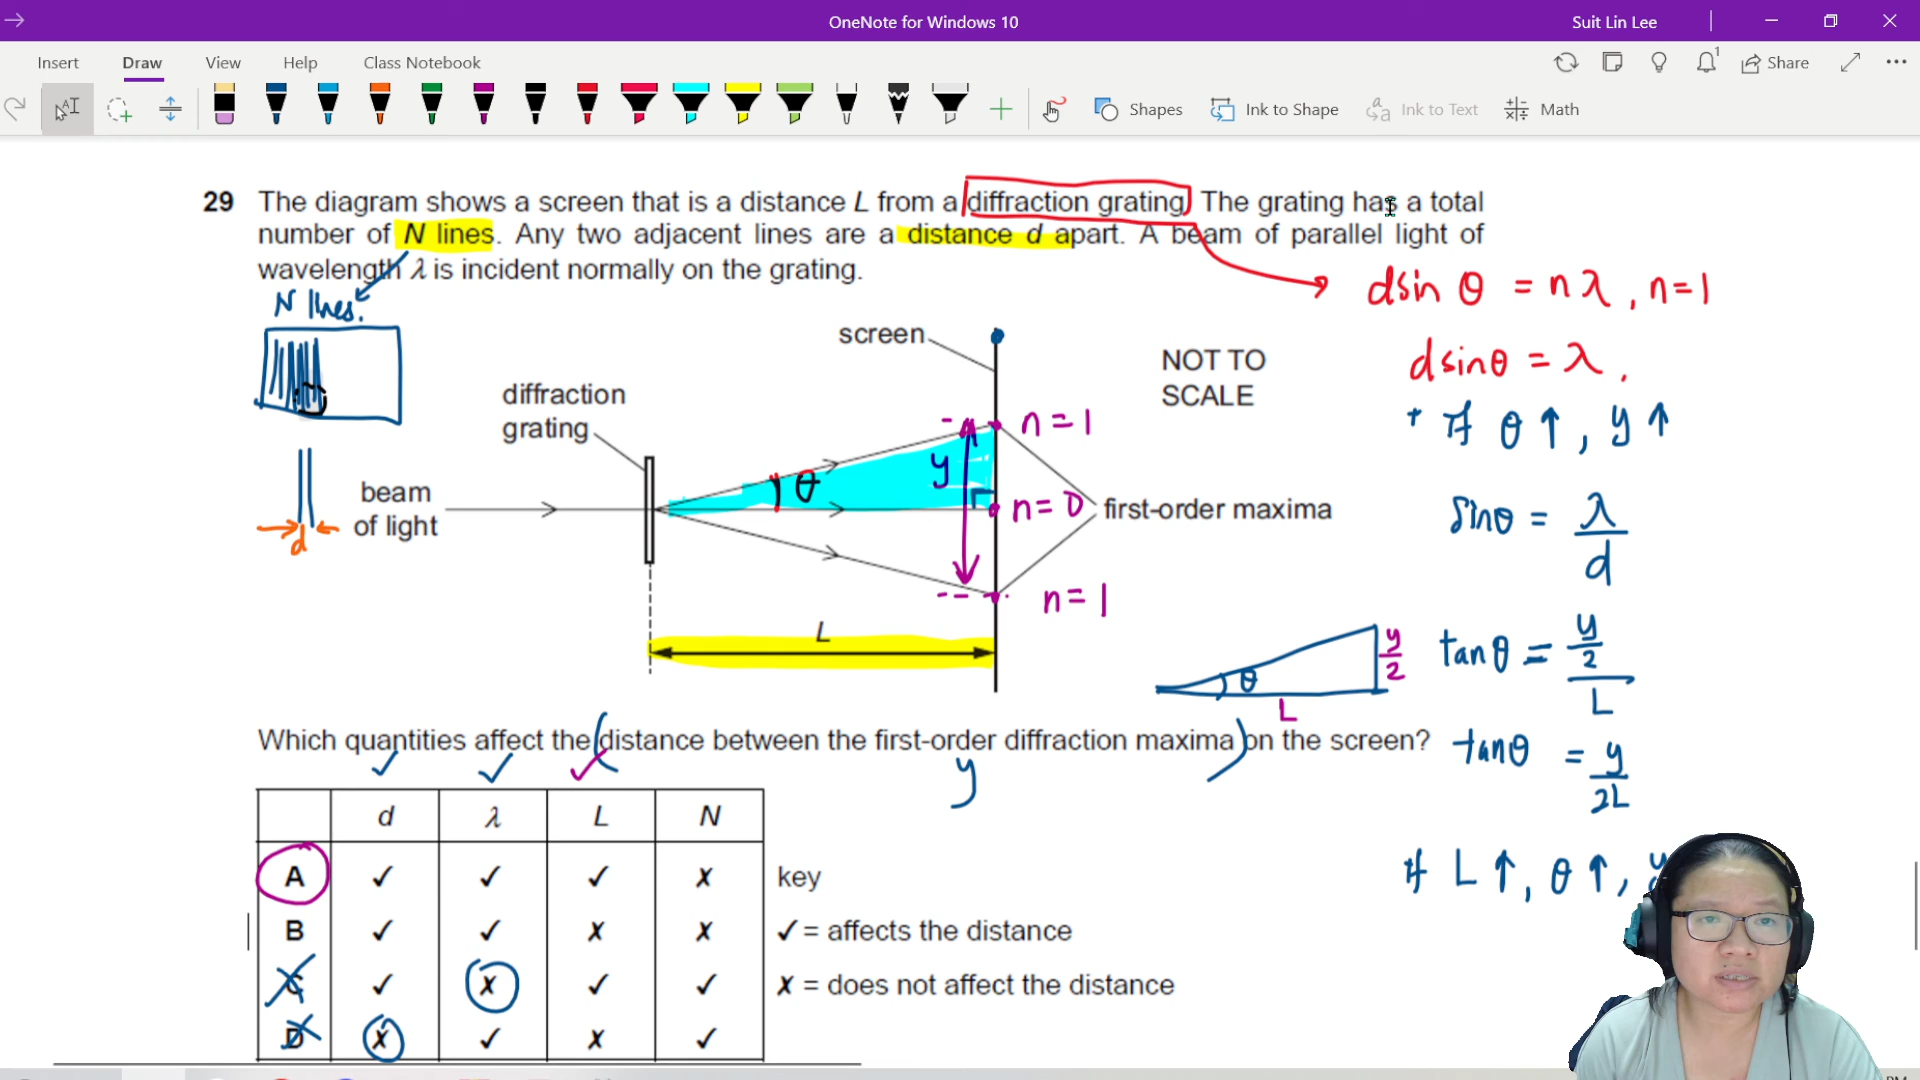 OneNote for Windows 10
Suit Lin Lee
Insert Draw View Help Class Notebook
1 Share
Shapes Ink to Shape Ink to Text Math
29 The diagram shows a screen that is a distance L from a diffraction grating. The grating has a total
number of N lines. Any two adjacent lines are a distance d apart. A beam of parallel light of
wavelength λ is incident normally on the grating.
N lines.
dsin θ = nλ, n=1
screen
NOT TO
SCALE
dsinθ = λ,
diffraction
grating
n=1
+ if θ↑, y↑
y
θ
beam
of light
n=0
first-order maxima
sinθ = λ/d
d
n=1
L
θ
y/2
L
tanθ = y/2 / L
Which quantities affect the (distance between the first-order diffraction maxima) on the screen?
y
tanθ = y/2L
d λ L N
A ✓ ✓ ✓ ✗ key
if L↑, θ↑, y
B ✓ ✓ ✗ ✗ ✓ = affects the distance
C ✓ ✗ ✓ ✓ ✗ = does not affect the distance
D ✗ ✓ ✗ ✓